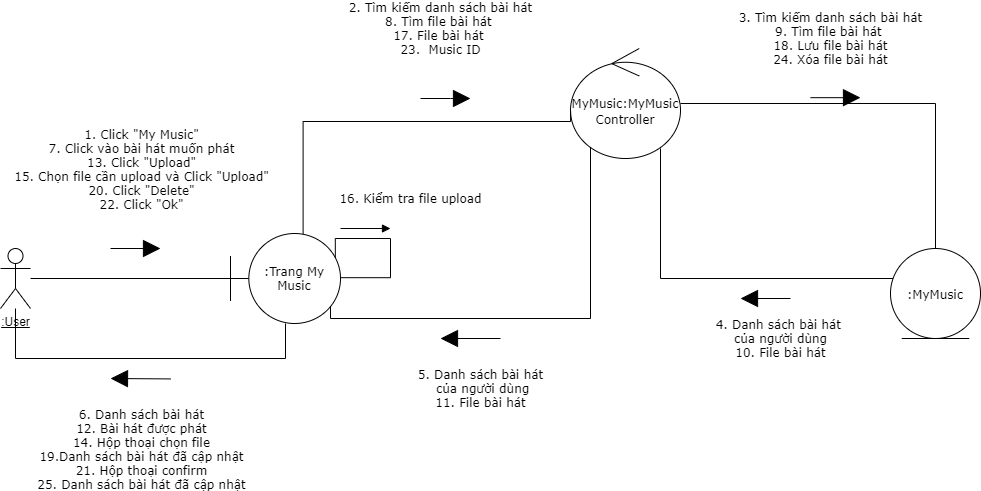 2. Tìm kiếm danh sách bài hát
8. Tìm file bài hát
17. File bài hát
23.  Music ID
3. Tìm kiếm danh sách bài hát
9. Tìm file bài hát
18. Lưu file bài hát
24. Xóa file bài hát
MyMusic:MyMusic
Controller
1. Click "My Music"
7. Click vào bài hát muốn phát
13. Click "Upload"
15. Chọn file cần upload và Click "Upload"
20. Click "Delete"
22. Click "Ok"
16. Kiểm tra file upload
:Trang My
Music
:User
:MyMusic
4. Danh sách bài hát
của người dùng
10. File bài hát
5. Danh sách bài hát
của người dùng
11. File bài hát
6. Danh sách bài hát
12. Bài hát được phát
14. Hộp thoại chọn file
19.Danh sách bài hát đã cập nhật
21. Hộp thoại confirm
25. Danh sách bài hát đã cập nhật